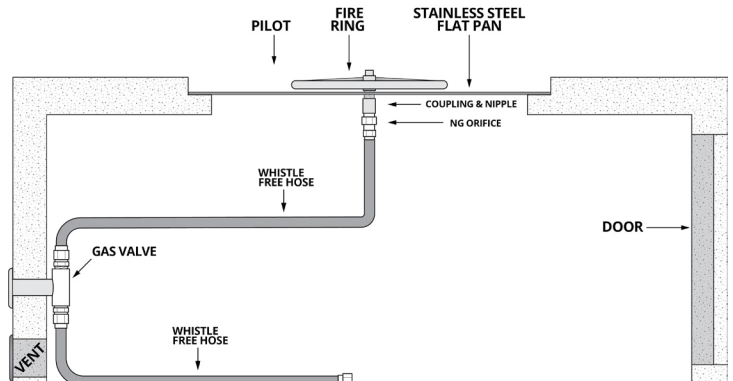 PILOT
FIRE
RING
STAINLESS STEEL
FLAT PAN
COUPLING & NIPPLE
NG ORIFICE
WHISTLE
FREE HOSE
DOOR
GAS VALVE
WHISTLE
FREE HOSE
VENT